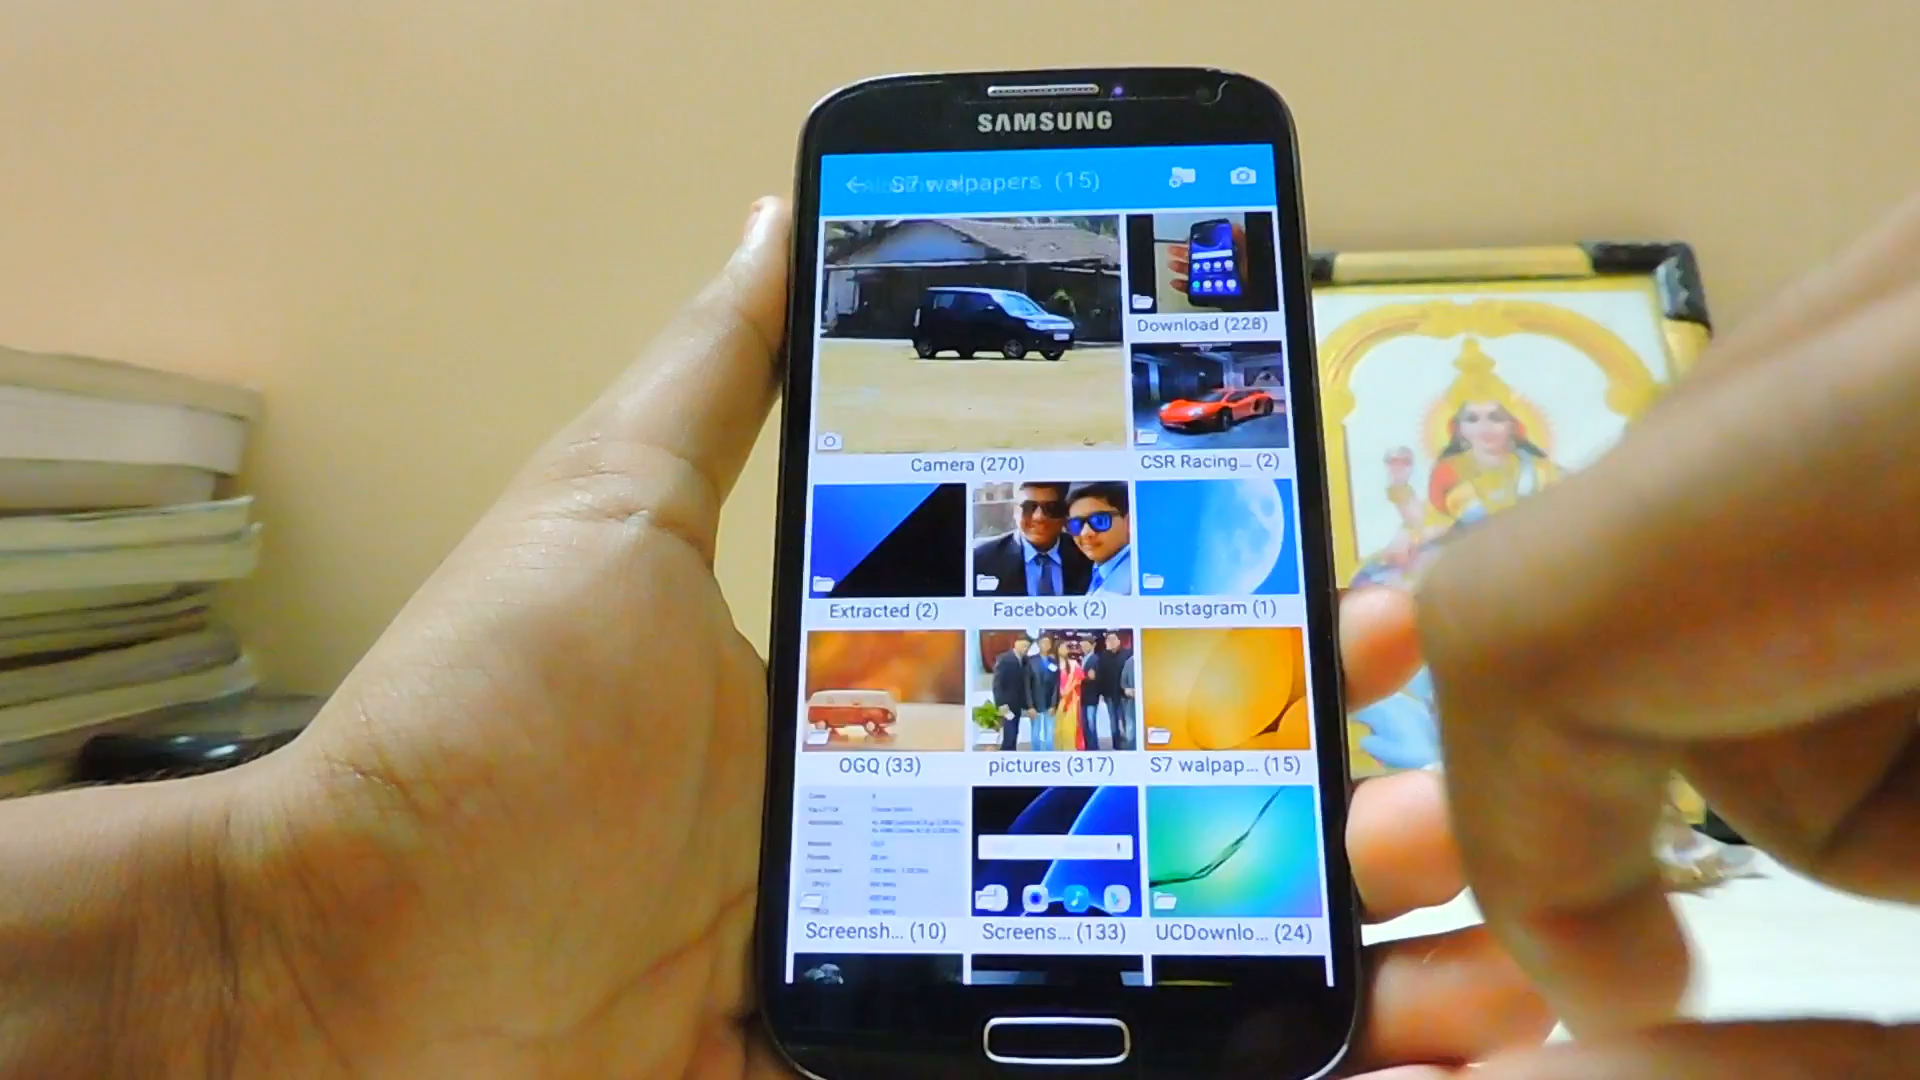 SAMSUNG
S7 walpapers (15)
Download (228)
Camera (270)
CSR Racing... (2)
Extracted (2)
Facebook (2)
Instagram (1)
OGQ (33)
pictures (317)
S7 walpap... (15)
Screensh... (10)
Screens... (133)
UCDownlo... (24)